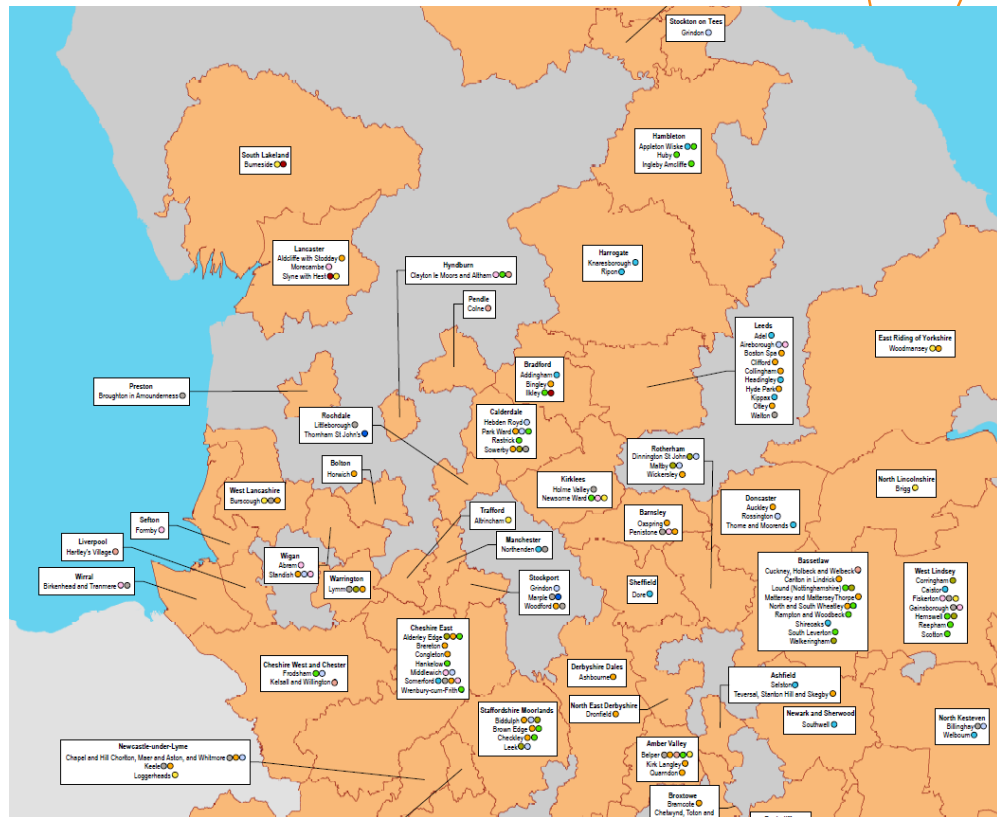 Stockton on Tees
Grindon
Hambleton
Appleton Wiske
Huby
Ingleby Arncliffe
South Lakeland
Burneside
Lancaster
Aldcliffe with Stodday
Morecambe
Slyne with Hest
Harrogate
Knaresborough
Ripon
Hyndburn
Clayton le Moors and Altham
Pendle
Colne
Leeds
Adel
Aireborough
Boston Spa
Clifford
Collingham
Headingley
Hyde Park
Kippax
Otley
Walton
East Riding of Yorkshire
Woodmansey
Bradford
Addingham
Bingley
Ilkley
Preston
Broughton in Amounderness
Rochdale
Littleborough
Thornham St John's
Calderdale
Hebden Royd
Park Ward
Rastrick
Sowerby
Rotherham
Dinnington St John
Maltby
Wickersley
Bolton
Horwich
West Lancashire
Burscough
Kirklees
Holme Valley
Newsome Ward
North Lincolnshire
Brigg
Doncaster
Auckley
Rossington
Thorne and Moorends
Barnsley
Oxspring
Penistone
Trafford
Altrincham
Sefton
Formby
Liverpool
Hertley's Village
Manchester
Northenden
Wigan
Abram
Standish
Warrington
Lymm
Wirral
Birkenhead and Tranmere
Stockport
Grindon
Marple
Woodford
Sheffield
Dore
Bassetlaw
Cuckney, Holbeck and Welbeck
Carlton in Lindrick
Lound (Nottinghamshire)
Mattersey and MatterseyThorpe
North and South Wheatley
Rampton and Woodbeck
Shireoaks
South Leverton
Walkeringham
West Lindsey
Corringham
Caistor
Fiskerton
Gainsborough
Hemswell
Reepham
Scotton
Cheshire East
Alderley Edge
Brereton
Congleton
Hankelow
Middlewich
Somerford
Wrenbury-cum-Frith
Cheshire West and Chester
Frodsham
Kelsall and Willington
Derbyshire Dales
Ashbourne
Ashfield
Selston
Teversal, Stanton Hill and Skegby
North East Derbyshire
Dronfield
Newark and Sherwood
Southwell
Staffordshire Moorlands
Biddulph
Brown Edge
Checkley
Leek
North Kesteven
Billinghay
Welbourn
Newcastle-under-Lyme
Chapel and Hill Chorlton, Maer and Aston, and Whitmore
Keele
Loggerheads
Amber Valley
Belper
Kirk Langley
Quarndon
Broxtowe
Bramcote
Chetwynd, Toton and